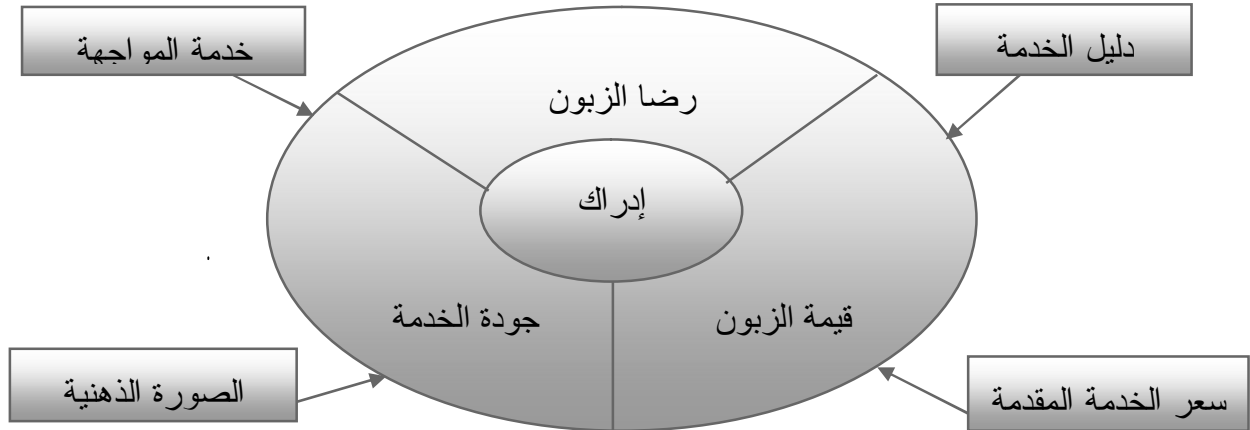 دليل الخدمة
خدمة المواجهة
رضا الزبون
إدراك
قيمة الزبون
جودة الخدمة
سعر الخدمة المقدمة
الصورة الذهنية